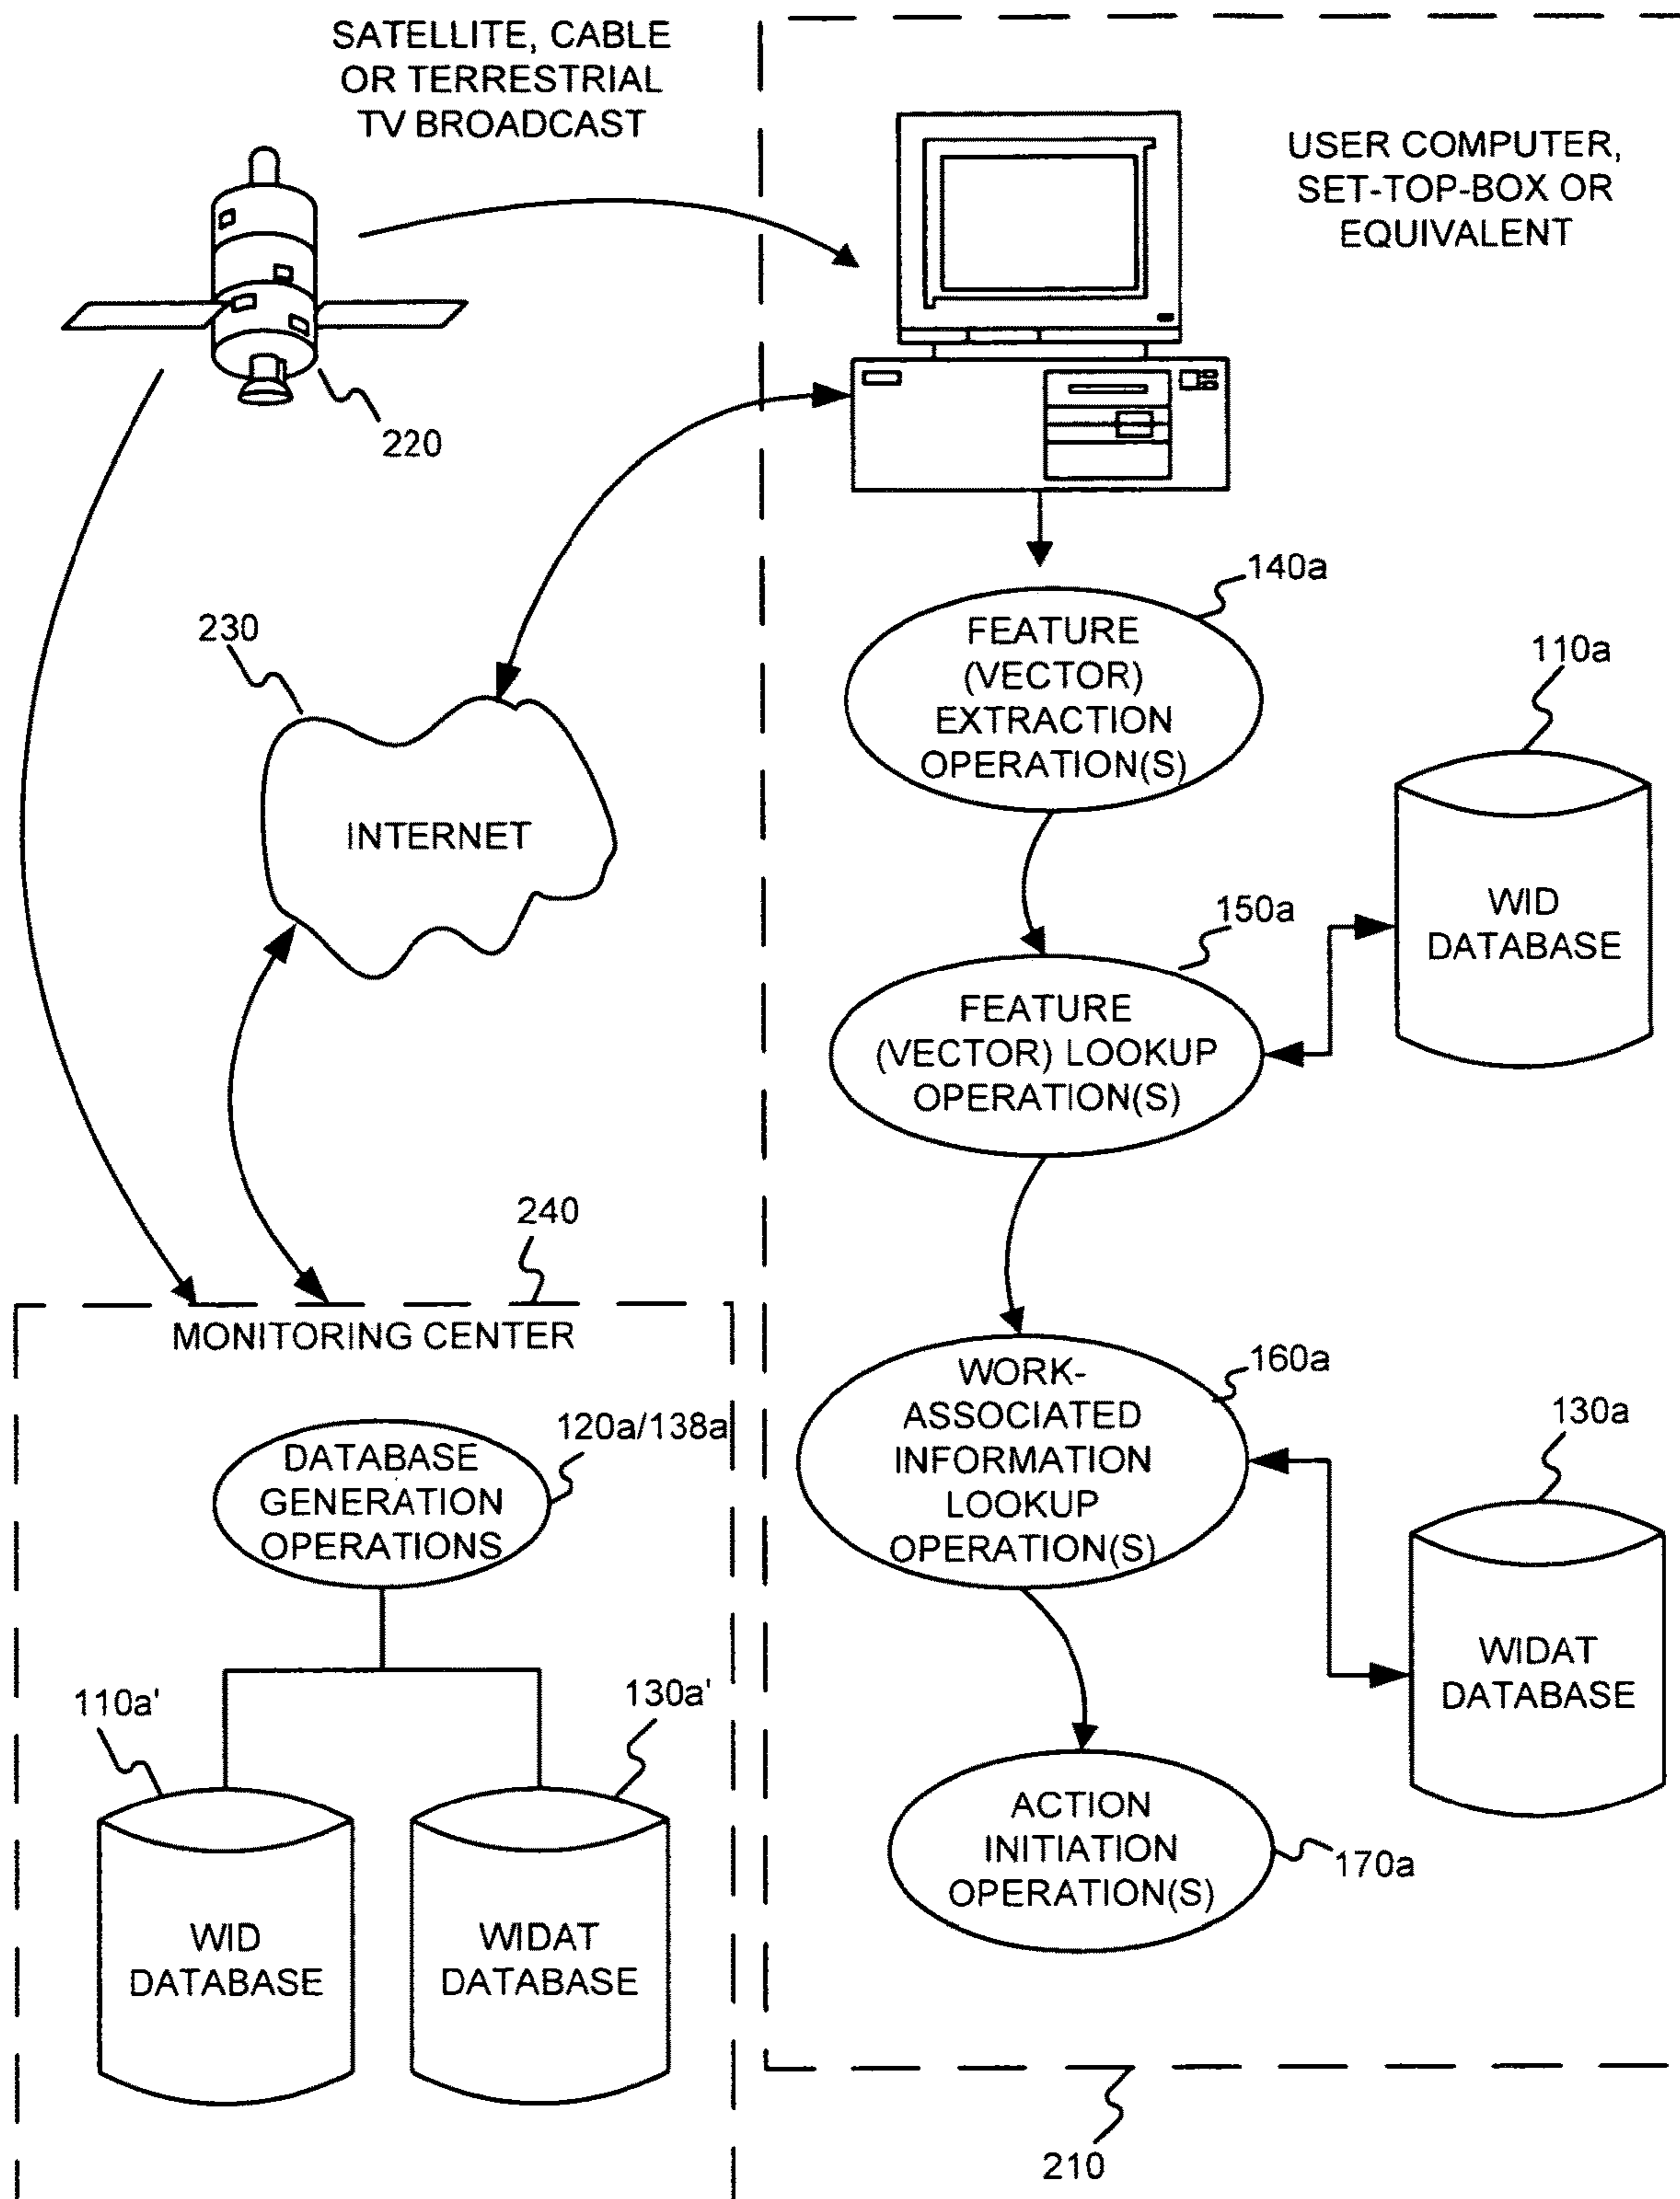 SATELLITE, CABLE
OR TERRESTRIAL
TV BROADCAST
USER COMPUTER,
SET-TOP-BOX OR
EQUIVALENT
220
140a
FEATURE
(VECTOR)
EXTRACTION
OPERATION(S)
230
INTERNET
110a
WID
DATABASE
150a
FEATURE
(VECTOR) LOOKUP
OPERATION(S)
240
MONITORING CENTER
160a
WORK-
ASSOCIATED
INFORMATION
LOOKUP
OPERATION(S)
130a
WIDAT
DATABASE
120a/138a
DATABASE
GENERATION
OPERATIONS
110a'
130a'
WID
DATABASE
WIDAT
DATABASE
ACTION
INITIATION
OPERATION(S)
170a
210